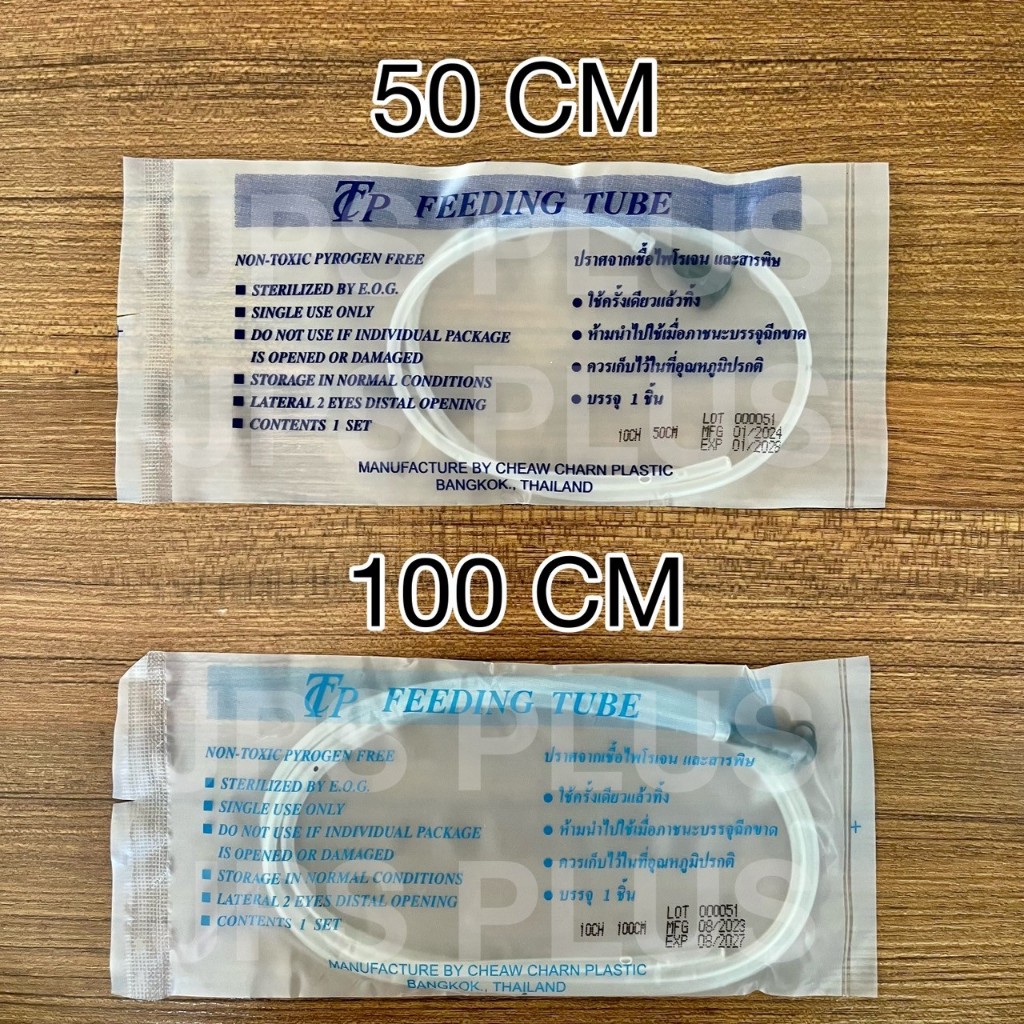 50 CM
TCP FEEDING TUBE
NON-TOXIC PYROGEN FREE
■ STERILIZED BY E.O.G.
■ SINGLE USE ONLY
■ DO NOT USE IF INDIVIDUAL PACKAGE
IS OPENED OR DAMAGED
■ STORAGE IN NORMAL CONDITIONS
■ LATERAL 2 EYES DISTAL OPENING
■ CONTENTS 1 SET
ปราศจากเชื้อไพโรเจน และสารพิษ
● ใช้ครั้งเดียวแล้วทิ้ง
● ห้ามนำไปใช้เมื่อภาชนะบรรจุฉีกขาด
● ควรเก็บไว้ในที่อุณหภูมิปรกติ
● บรรจุ 1 ชิ้น
10CH 50CM
LOT 000051
MFG 01/2024
EXP 01/2028
MANUFACTURE BY CHEAW CHARN PLASTIC
BANGKOK., THAILAND
JPS PLUS
JPS PLUS
100 CM
TCP FEEDING TUBE
NON-TOXIC PYROGEN FREE
■ STERILIZED BY E.O.G.
■ SINGLE USE ONLY
■ DO NOT USE IF INDIVIDUAL PACKAGE
IS OPENED OR DAMAGED
■ STORAGE IN NORMAL CONDITIONS
■ LATERAL 2 EYES DISTAL OPENING
■ CONTENTS 1 SET
ปราศจากเชื้อไพโรเจน และสารพิษ
● ใช้ครั้งเดียวแล้วทิ้ง
● ห้ามนำไปใช้เมื่อภาชนะบรรจุฉีกขาด
● ควรเก็บไว้ในที่อุณหภูมิปรกติ
● บรรจุ 1 ชิ้น
10CH 100CM
LOT 000051
MFG 08/2023
EXP 08/2027
MANUFACTURE BY CHEAW CHARN PLASTIC
BANGKOK., THAILAND
JPS PLUS
JPS PLUS